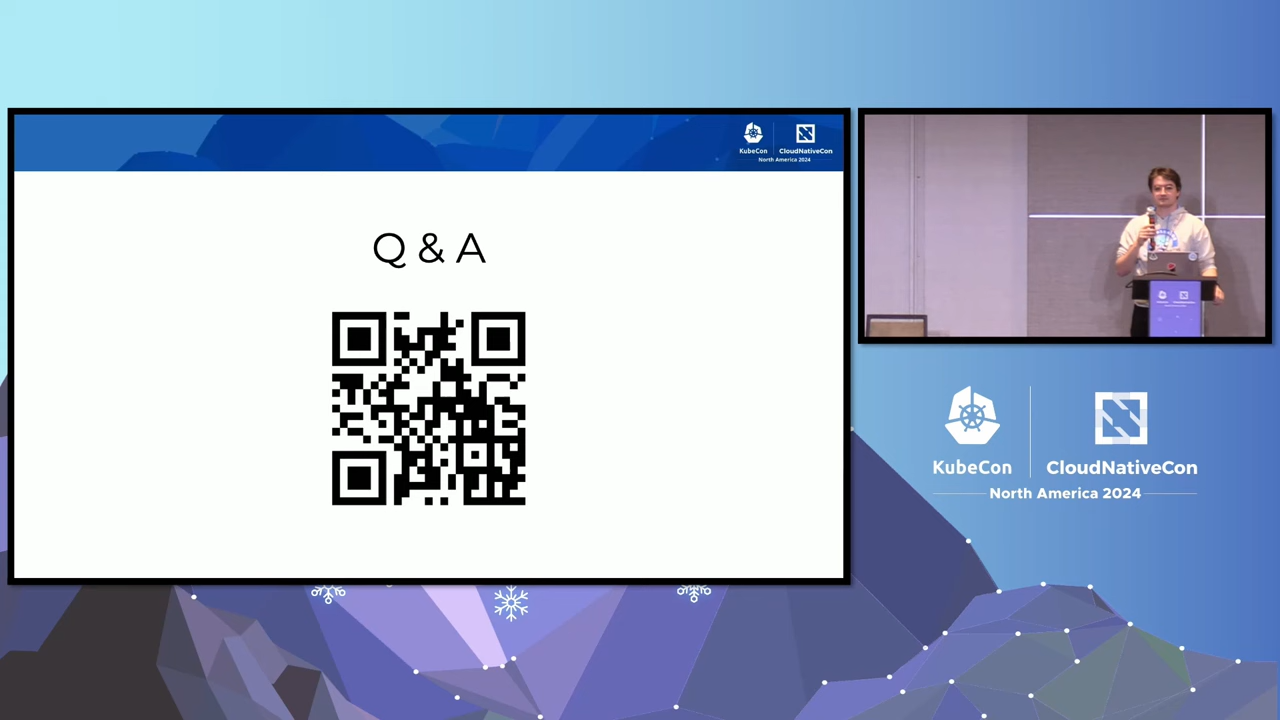 KubeCon
CloudNativeCon
North America 2024
Q & A
KubeCon
CloudNativeCon
North America 2024